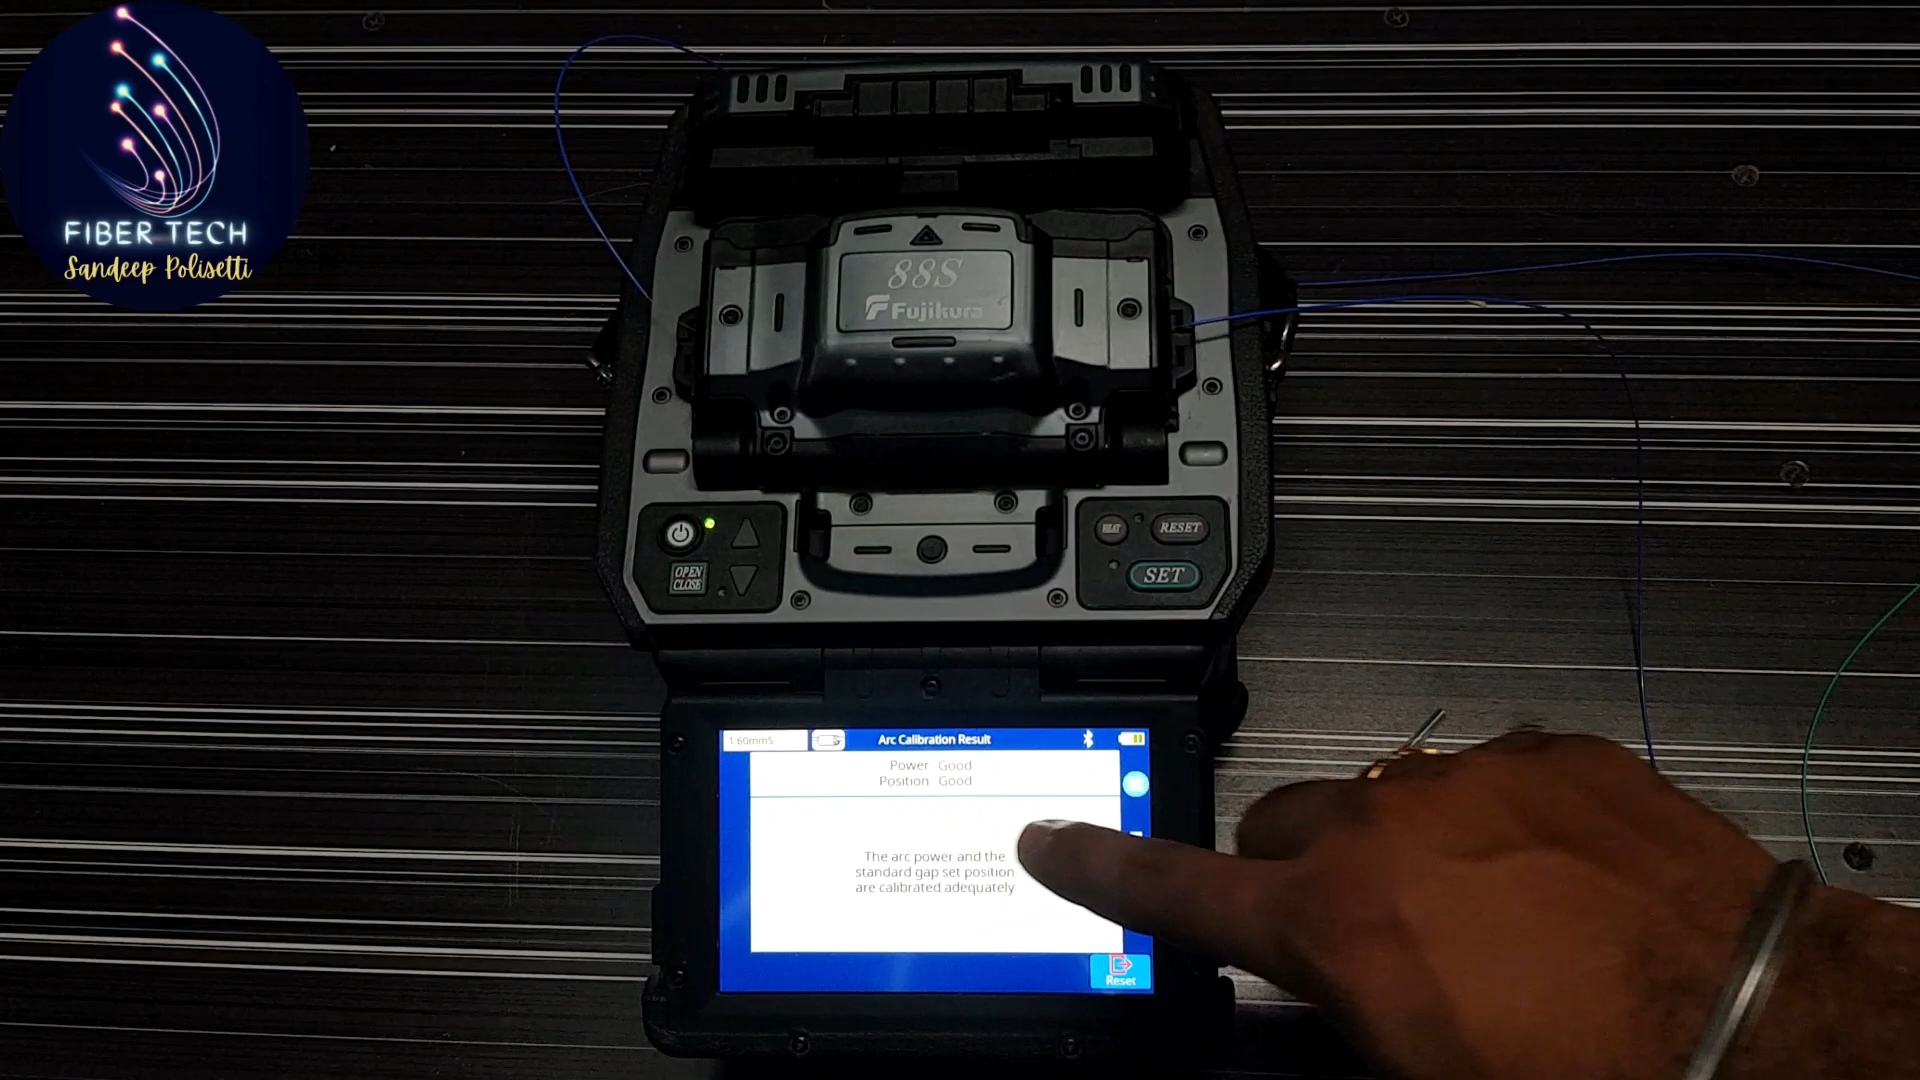 FIBER TECH
Sandeep Polisetti
88S
Fujikura
OPEN
CLOSE
HEAT
RESET
SET
Arc Calibration Result
Power Good
Position Good
The arc power and the
standard gap set position
are calibrated adequately
Reset